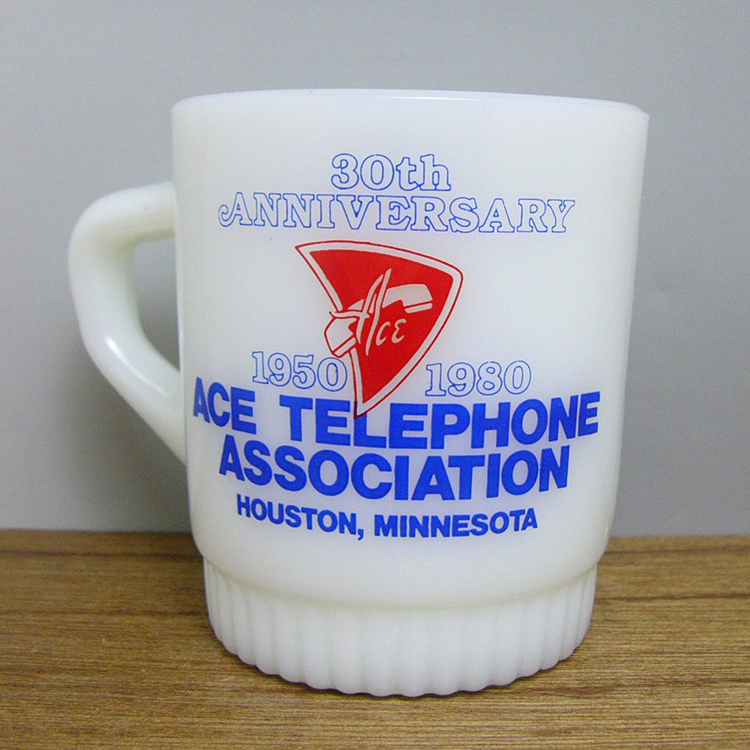 30th
ANNIVERSARY
ACE
1950 1980
ACE TELEPHONE
ASSOCIATION
HOUSTON, MINNESOTA